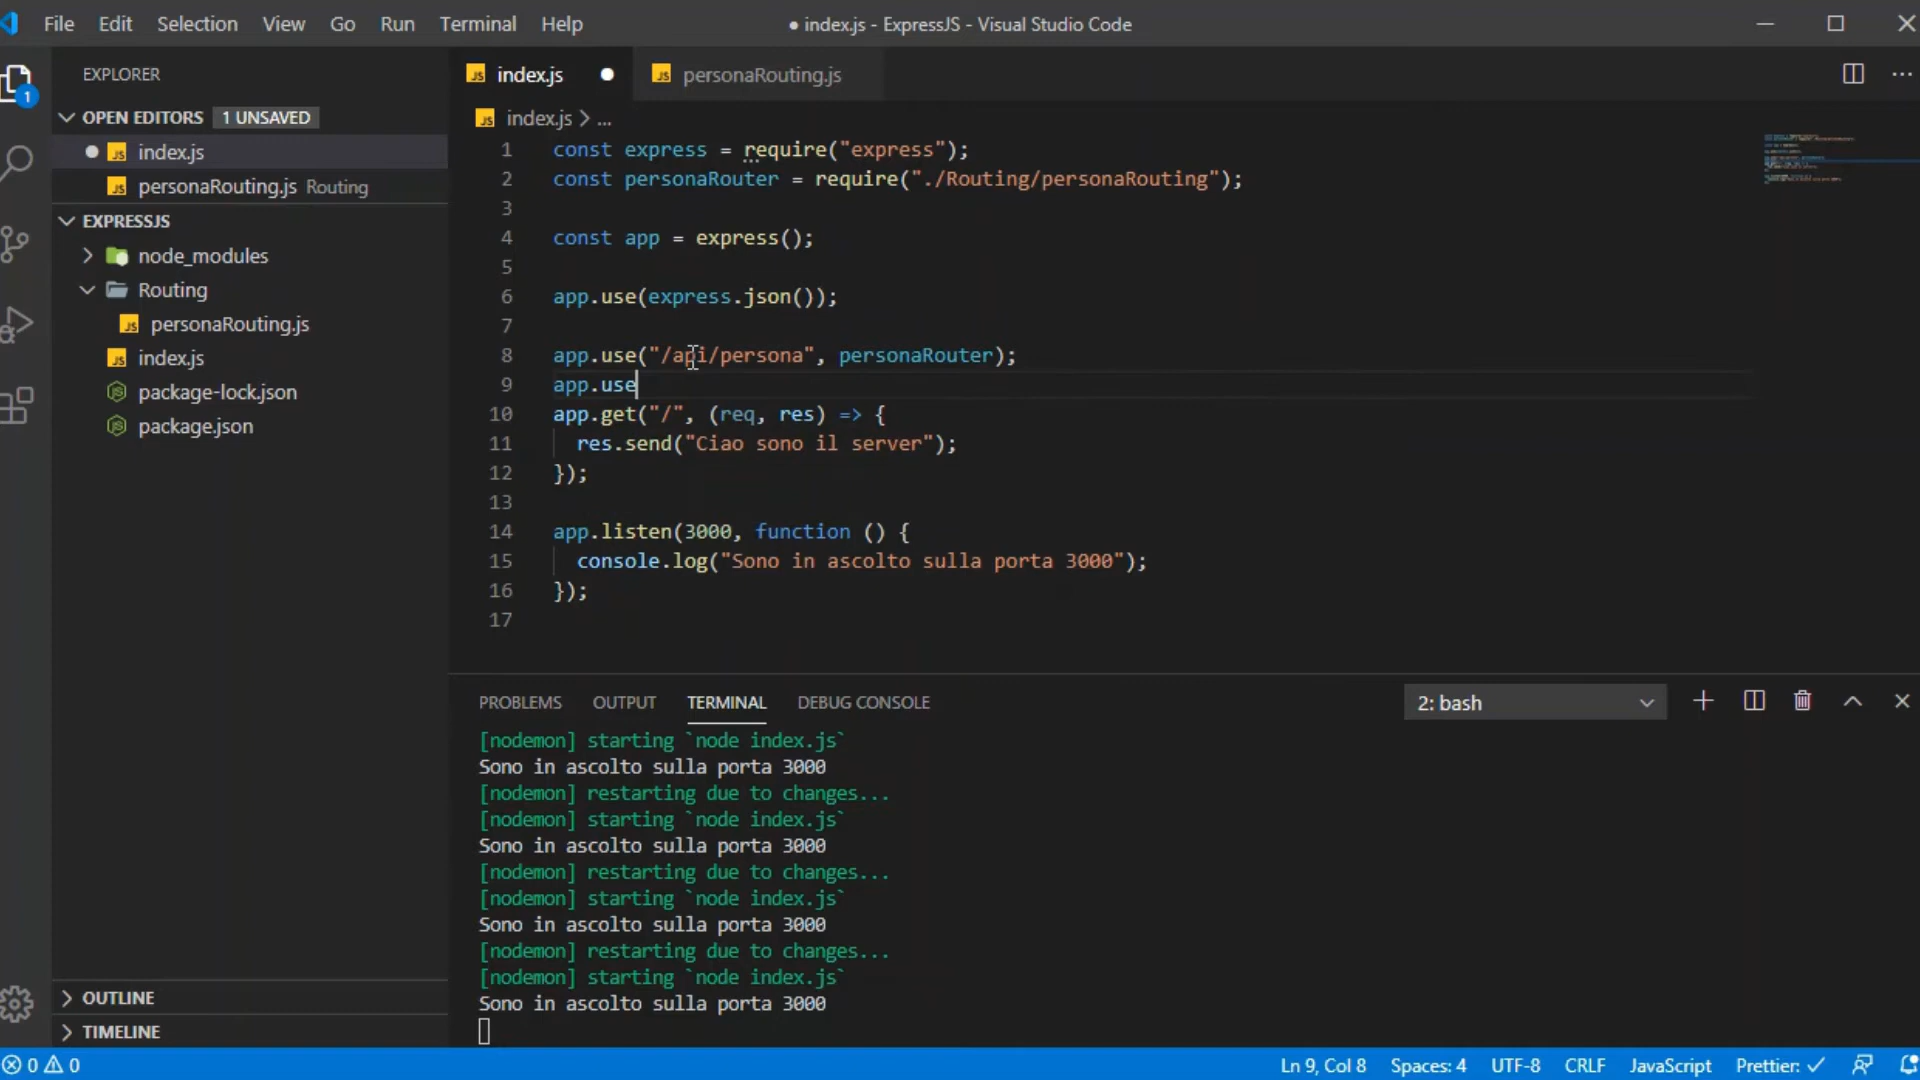 File Edit Selection View Go Run Terminal Help
● index.js - ExpressJS - Visual Studio Code
EXPLORER
1
OPEN EDITORS 1 UNSAVED
JS index.js
JS personaRouting.js Routing
EXPRESSJS
node_modules
Routing
JS personaRouting.js
JS index.js
package-lock.json
package.json
OUTLINE
TIMELINE
JS index.js
JS personaRouting.js
JS index.js > ...
1 const express = require("express");
2 const personaRouter = require("./Routing/personaRouting");
3
4 const app = express();
5
6 app.use(express.json());
7
8 app.use("/api/persona", personaRouter);
9 app.use
10 app.get("/", (req, res) => {
11 res.send("Ciao sono il server");
12 });
13
14 app.listen(3000, function () {
15 console.log("Sono in ascolto sulla porta 3000");
16 });
17
PROBLEMS OUTPUT TERMINAL DEBUG CONSOLE
2: bash
[nodemon] starting `node index.js`
Sono in ascolto sulla porta 3000
[nodemon] restarting due to changes...
[nodemon] starting `node index.js`
Sono in ascolto sulla porta 3000
[nodemon] restarting due to changes...
[nodemon] starting `node index.js`
Sono in ascolto sulla porta 3000
[nodemon] restarting due to changes...
[nodemon] starting `node index.js`
Sono in ascolto sulla porta 3000
0 0
Ln 9, Col 8 Spaces: 4 UTF-8 CRLF JavaScript Prettier: ✓